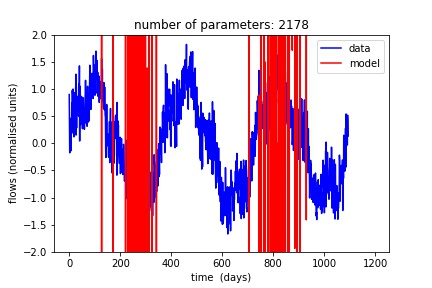 number of parameters: 2178
data
model
flows (normalised units)
2.0
1.5
1.0
0.5
0.0
−0.5
−1.0
−1.5
−2.0
0 200 400 600 800 1000 1200
time (days)